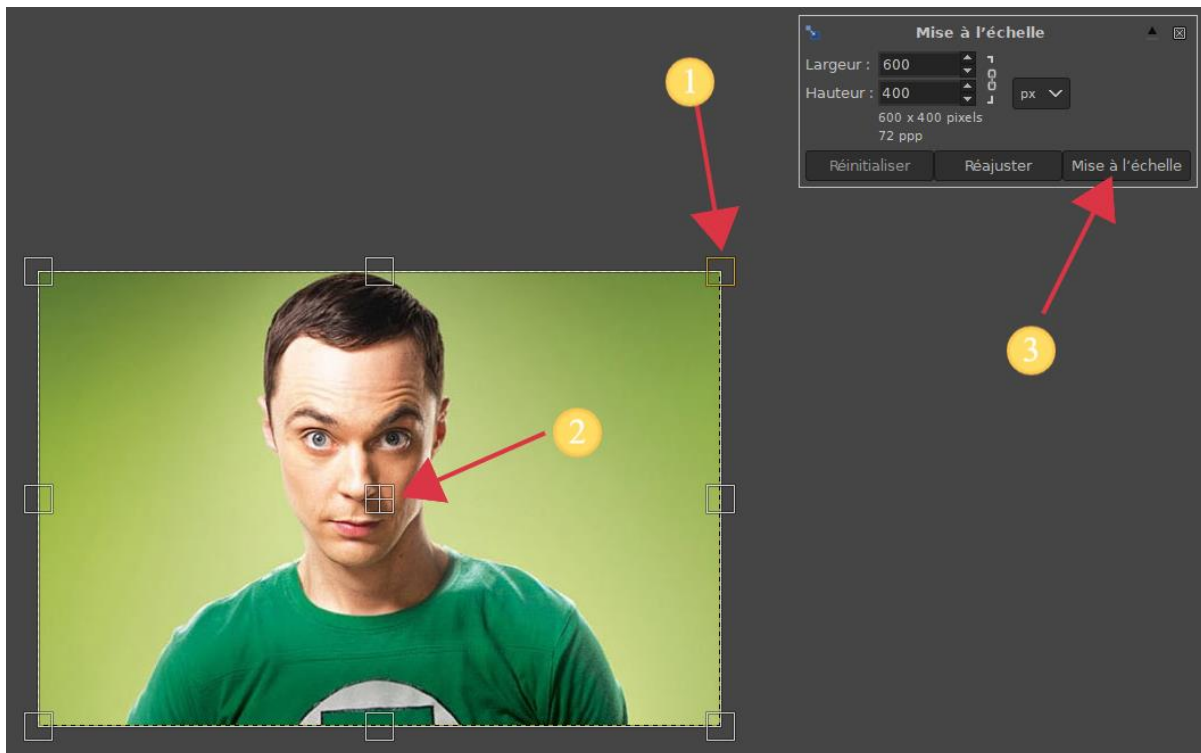 Mise à l'échelle
Largeur : 600
Hauteur : 400 px
600 x 400 pixels
72 ppp
Réinitialiser Réajuster Mise à l'échelle
1
2
3